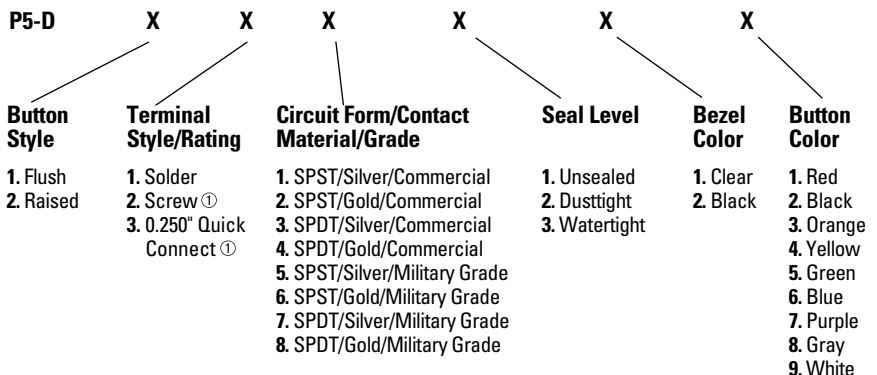 P5-D X X X X X X
Button Style
1. Flush
2. Raised
Terminal Style/Rating
1. Solder
2. Screw ①
3. 0.250" Quick
Connect ①
Circuit Form/Contact
Material/Grade
1. SPST/Silver/Commercial
2. SPST/Gold/Commercial
3. SPDT/Silver/Commercial
4. SPDT/Gold/Commercial
5. SPST/Silver/Military Grade
6. SPST/Gold/Military Grade
7. SPDT/Silver/Military Grade
8. SPDT/Gold/Military Grade
Seal Level
1. Unsealed
2. Dusttight
3. Watertight
Bezel
Color
1. Clear
2. Black
Button
Color
1. Red
2. Black
3. Orange
4. Yellow
5. Green
6. Blue
7. Purple
8. Gray
9. White